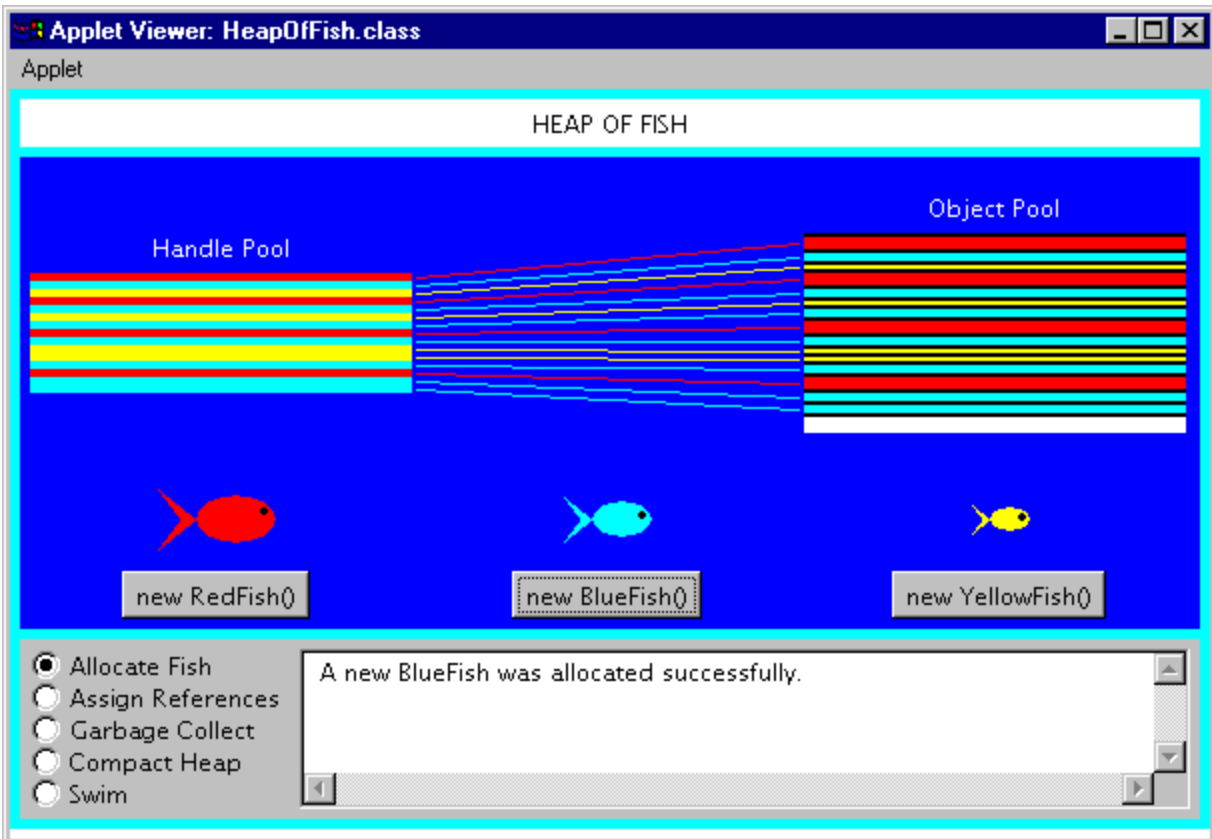 Applet Viewer: HeapOfFish.class
Applet
HEAP OF FISH
Object Pool
Handle Pool
new RedFish() new BlueFish() new YellowFish()
Allocate Fish
Assign References
Garbage Collect
Compact Heap
Swim
A new BlueFish was allocated successfully.